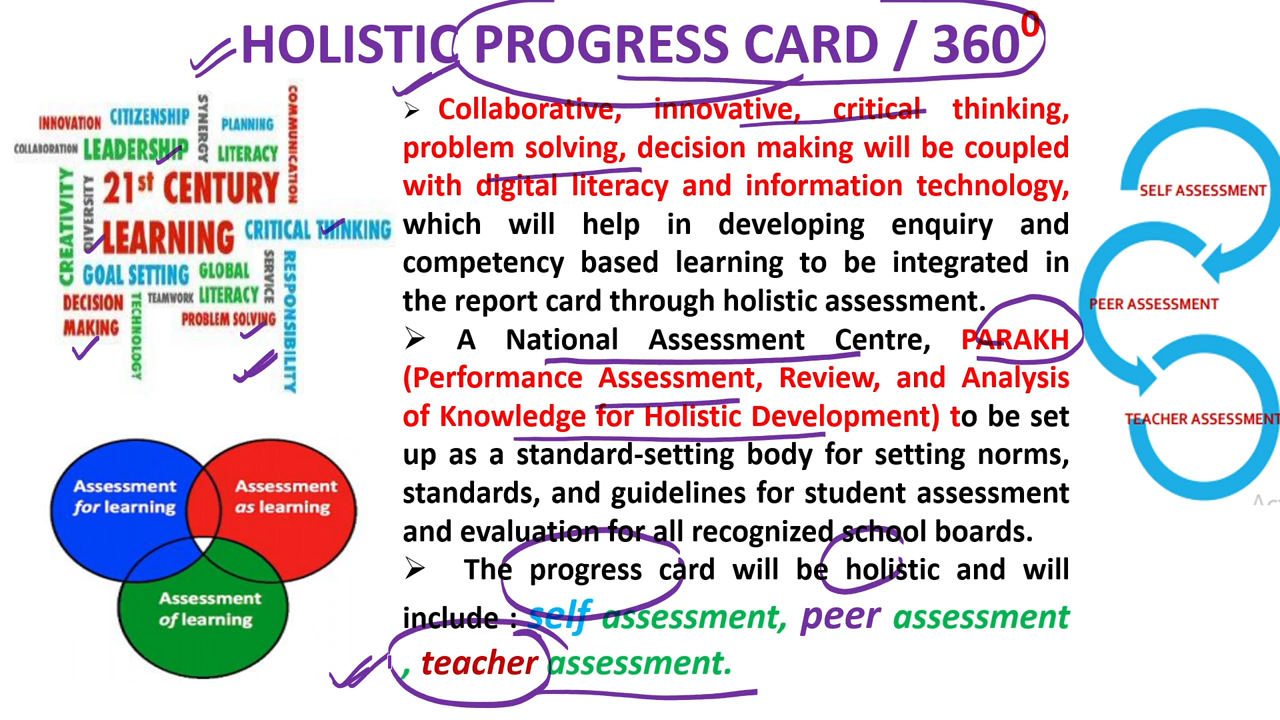 HOLISTIC PROGRESS CARD / 360⁰
INNOVATION
CITIZENSHIP
SYNERGY
PLANNING
COMMUNICATION
COLLABORATION
LEADERSHIP
LITERACY
CREATIVITY
DIVERSITY
21st CENTURY
LEARNING
CRITICAL THINKING
GOAL SETTING
GLOBAL
LITERACY
SERVICE
RESPONSIBILITY
DECISION
MAKING
TECHNOLOGY
TEAMWORK
PROBLEM SOLVING
Assessment
for learning
Assessment
as learning
Assessment
of learning
➢ Collaborative, innovative, critical thinking,
problem solving, decision making will be coupled
with digital literacy and information technology,
which will help in developing enquiry and
competency based learning to be integrated in
the report card through holistic assessment.
➢ A National Assessment Centre, PARAKH
(Performance Assessment, Review, and Analysis
of Knowledge for Holistic Development) to be set
up as a standard-setting body for setting norms,
standards, and guidelines for student assessment
and evaluation for all recognized school boards.
➢ The progress card will be holistic and will
include : self assessment, peer assessment
, teacher assessment.
SELF ASSESSMENT
PEER ASSESSMENT
TEACHER ASSESSMENT